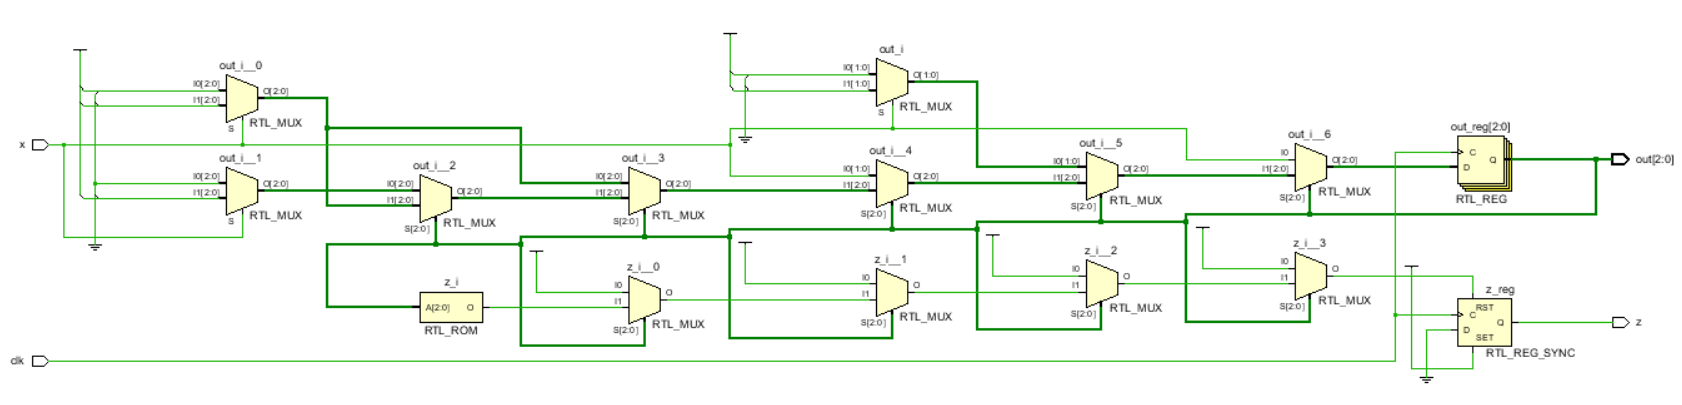 x
clk
out_i__0
I0[2:0]
I1[2:0]
O[2:0]
S
RTL_MUX
out_i__1
I0[2:0]
I1[2:0]
O[2:0]
S
RTL_MUX
out_i__2
I0[2:0]
I1[2:0]
O[2:0]
S[2:0]
RTL_MUX
z_i
A[2:0]
O
RTL_ROM
out_i__3
I0[2:0]
I1[2:0]
O[2:0]
S[2:0]
RTL_MUX
z_i__0
I0
I1
O
S[2:0]
RTL_MUX
out_i
I0[1:0]
I1[1:0]
O[1:0]
S
RTL_MUX
out_i__4
I0[1:0]
I1[2:0]
O[2:0]
S[2:0]
RTL_MUX
z_i__1
I0
I1
O
S[2:0]
RTL_MUX
out_i__5
I0[1:0]
I1[2:0]
O[2:0]
S[2:0]
RTL_MUX
z_i__2
I0
I1
O
S[2:0]
RTL_MUX
out_i__6
I0
I1[2:0]
O[2:0]
S[2:0]
RTL_MUX
z_i__3
I0
I1
O
S[2:0]
RTL_MUX
out_reg[2:0]
C
D
Q
RTL_REG
z_reg
RST
C
D
Q
SET
RTL_REG_SYNC
out[2:0]
z